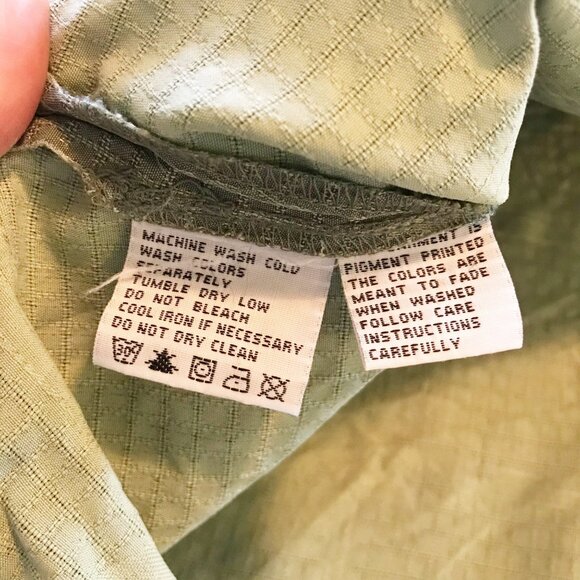 MACHINE WASH COLD
WASH COLORS
SEPARATELY
TUMBLE DRY LOW
DO NOT BLEACH
COOL IRON IF NECESSARY
DO NOT DRY CLEAN
30°
IS
PIGMENT PRINTED
THE COLORS ARE
MEANT TO FADE
WHEN WASHED
FOLLOW CARE
INSTRUCTIONS
CAREFULLY